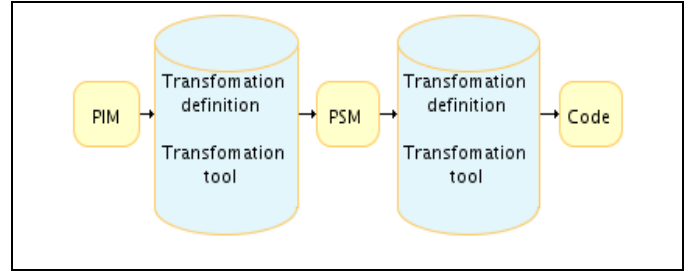 PIM
Transfomation
definition
Transfomation
tool
PSM
Transfomation
definition
Transfomation
tool
Code